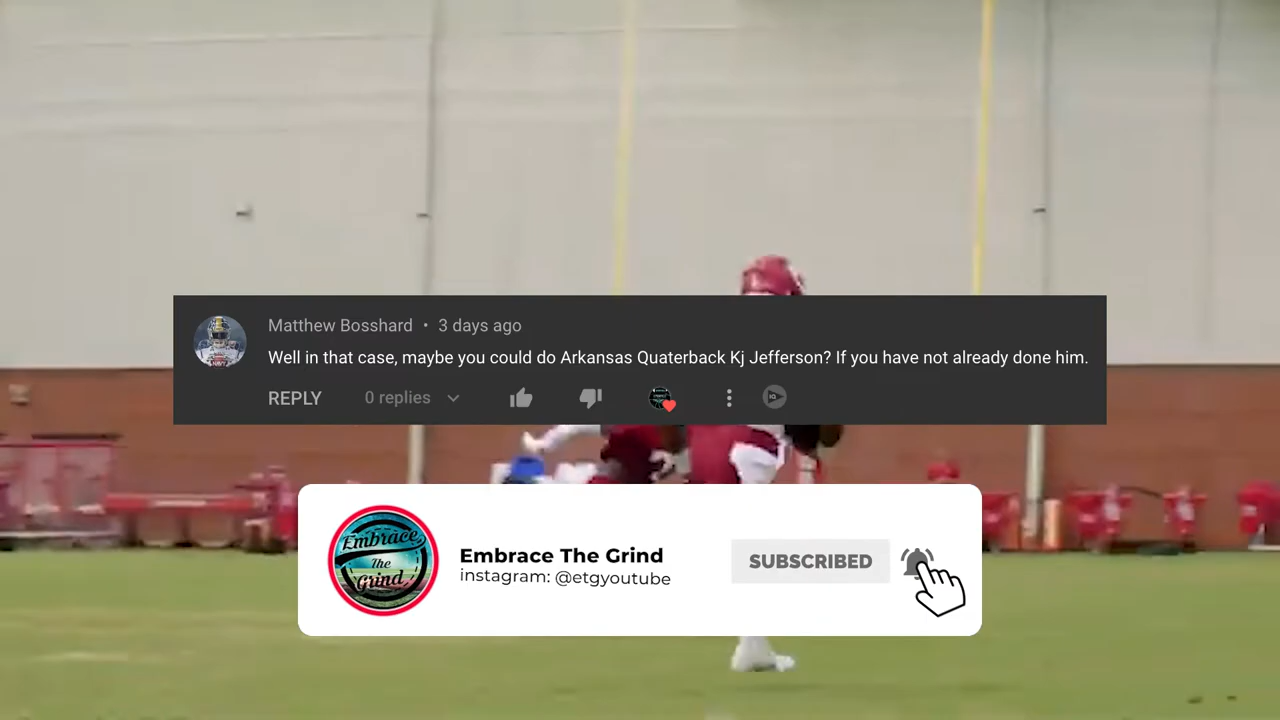 Matthew Bosshard • 3 days ago
Well in that case, maybe you could do Arkansas Quaterback Kj Jefferson? If you have not already done him.
REPLY 0 replies
Embrace The Grind
Embrace The Grind
instagram: @etgyoutube
SUBSCRIBED